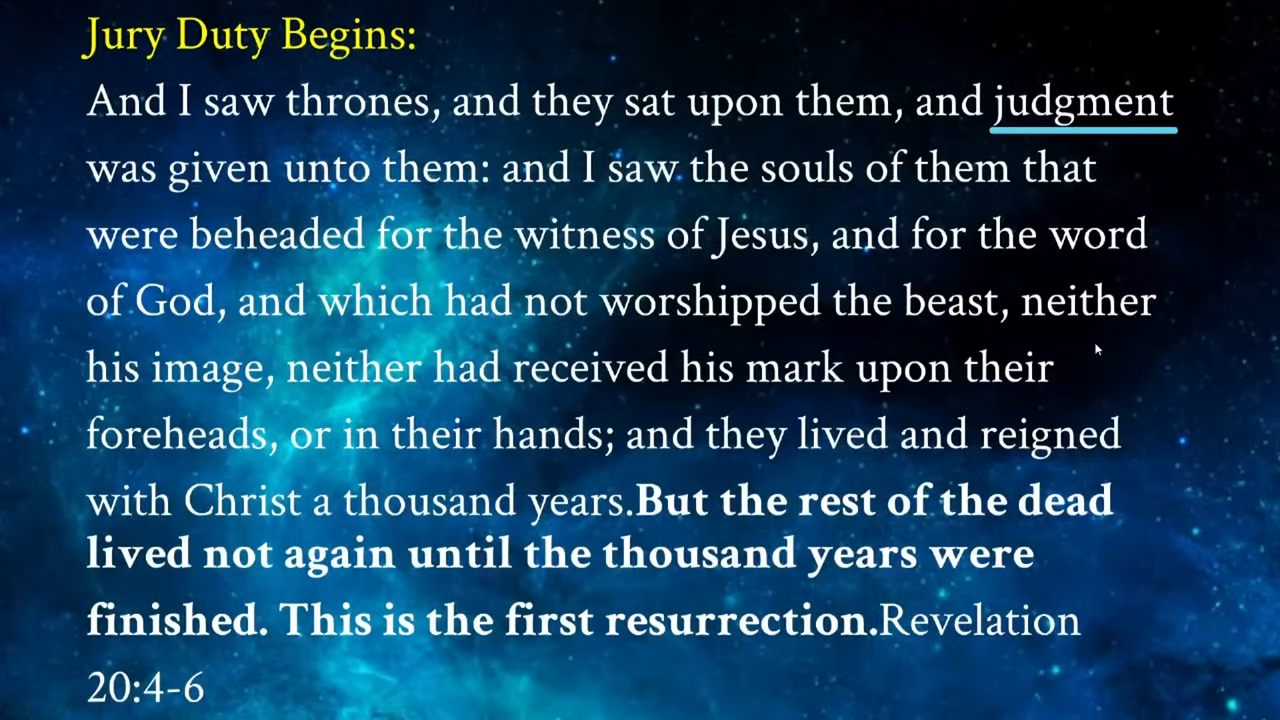 Jury Duty Begins:
And I saw thrones, and they sat upon them, and judgment
was given unto them: and I saw the souls of them that
were beheaded for the witness of Jesus, and for the word
of God, and which had not worshipped the beast, neither
his image, neither had received his mark upon their
foreheads, or in their hands; and they lived and reigned
with Christ a thousand years.But the rest of the dead
lived not again until the thousand years were
finished. This is the first resurrection.Revelation
20:4-6